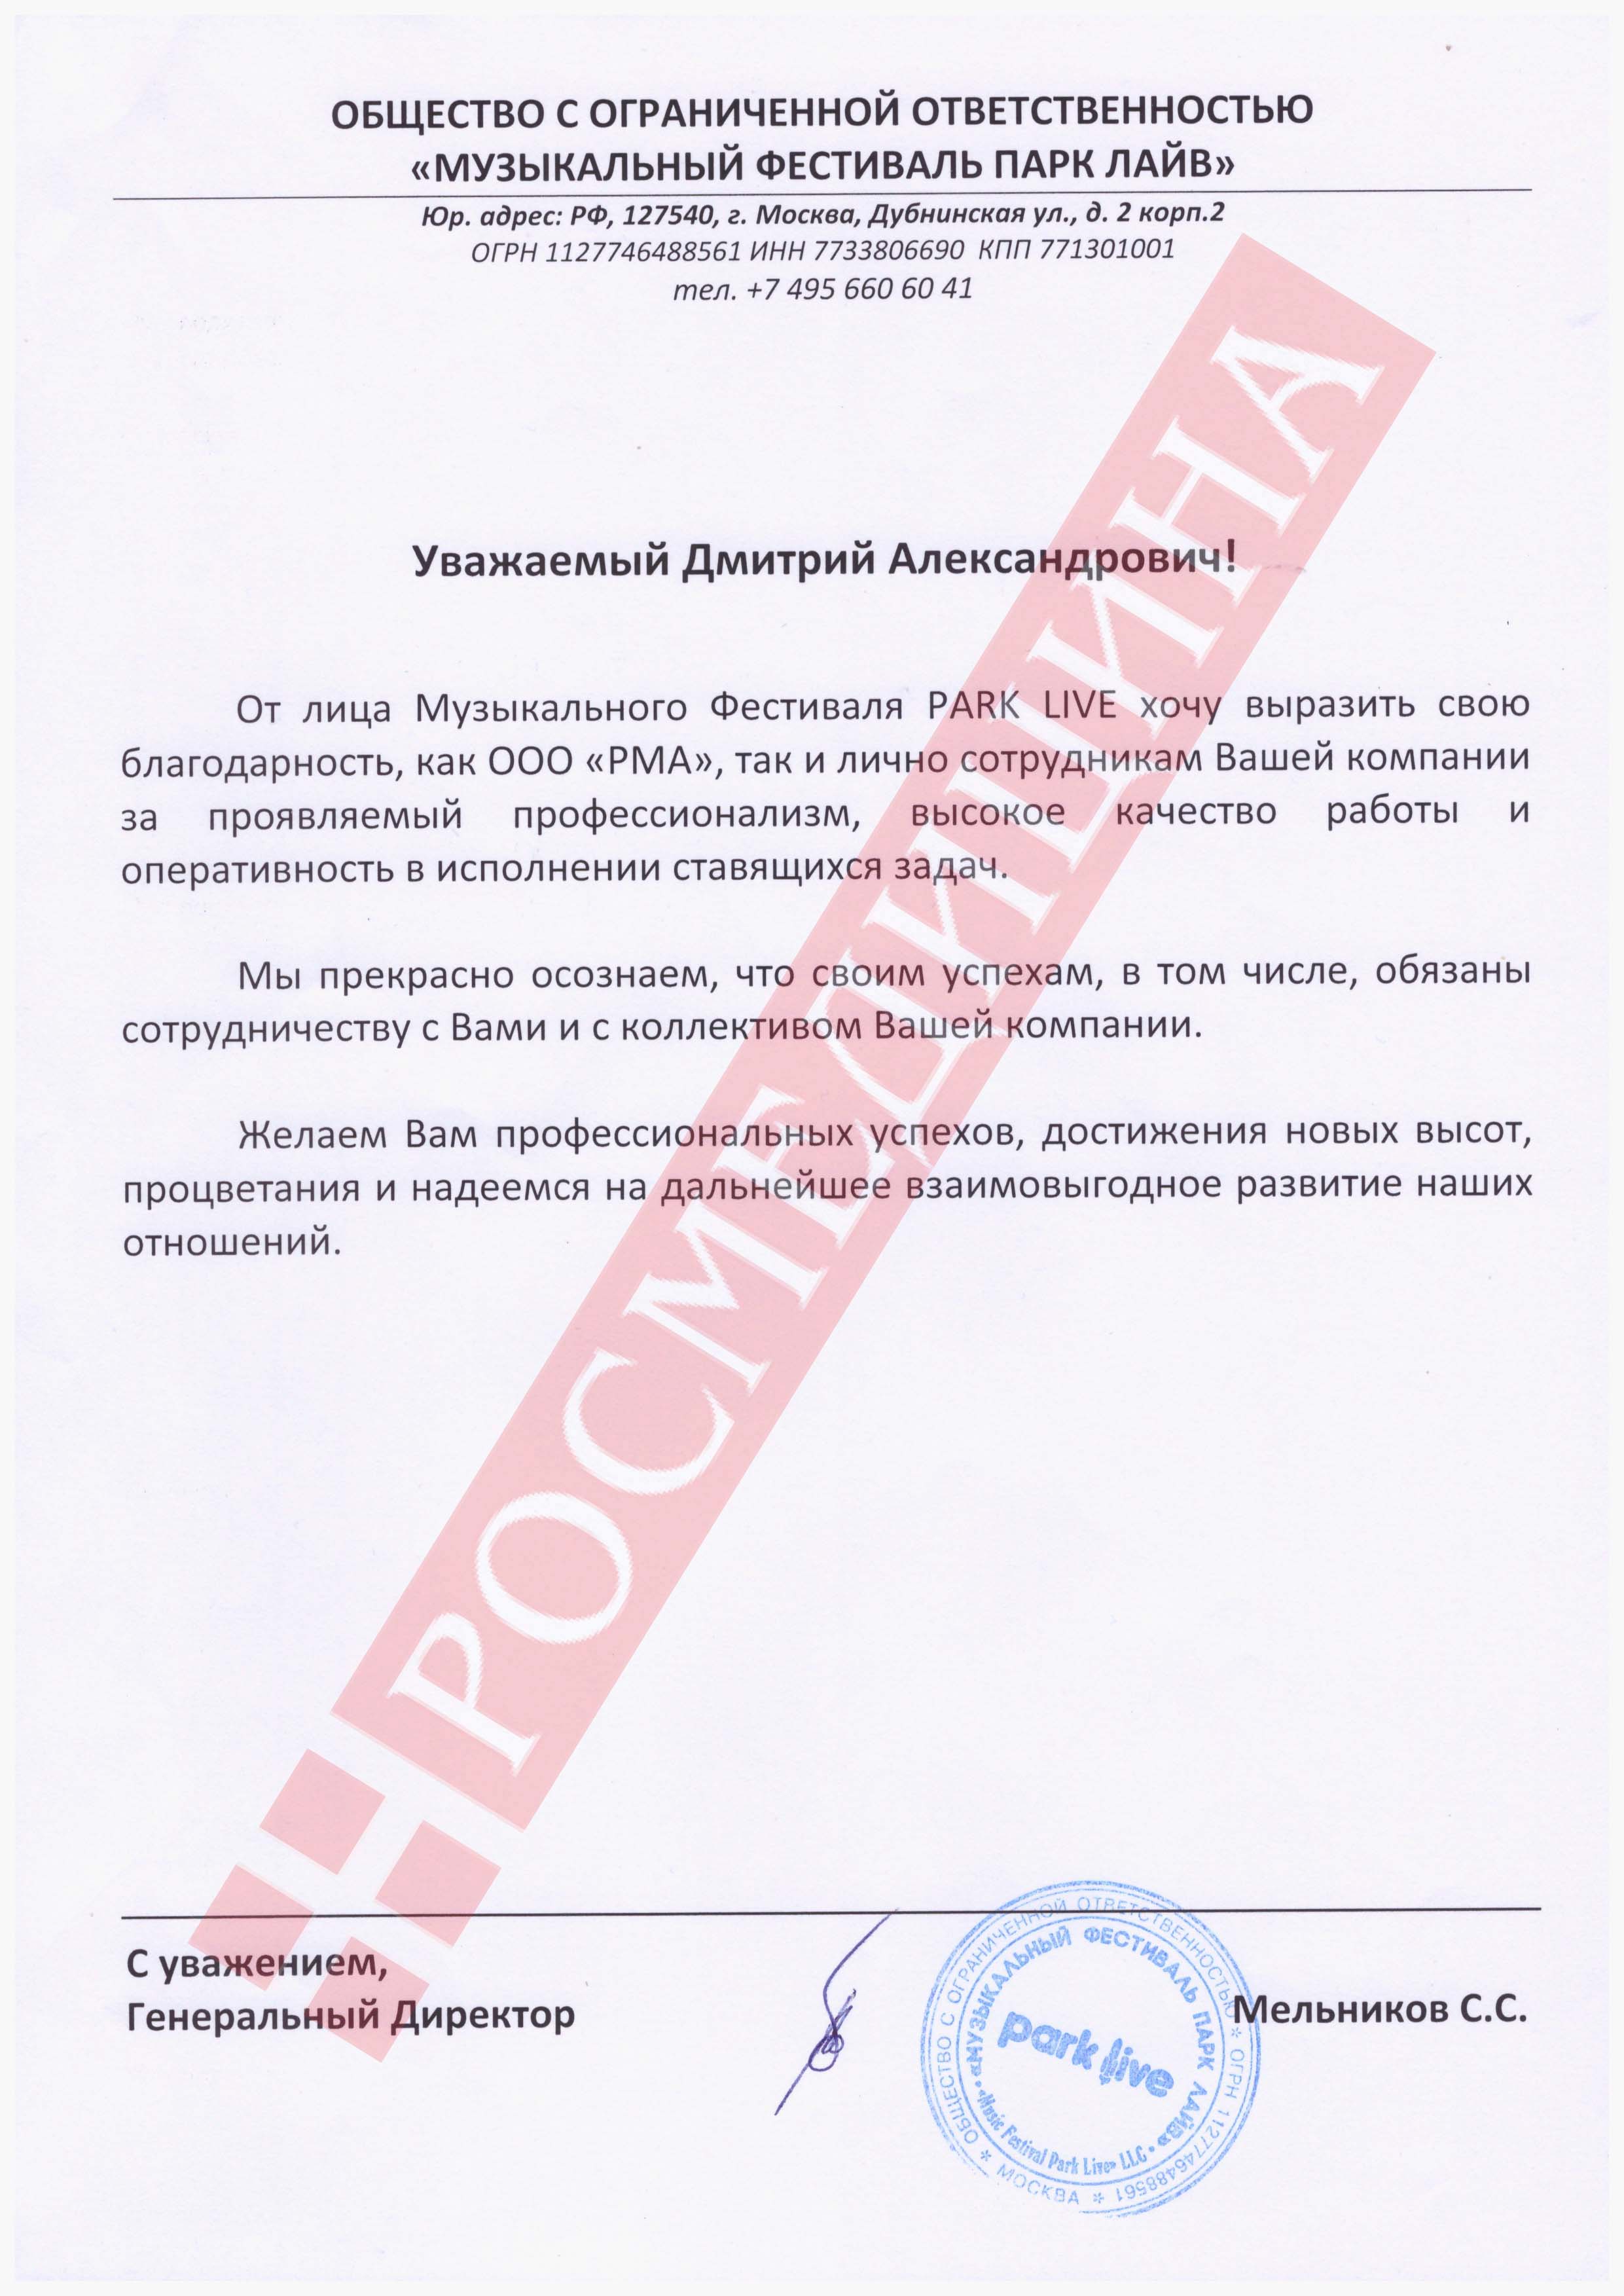 ОБЩЕСТВО С ОГРАНИЧЕННОЙ ОТВЕТСТВЕННОСТЬЮ
«МУЗЫКАЛЬНЫЙ ФЕСТИВАЛЬ ПАРК ЛАЙВ»
Юр. адрес: РФ, 127540, г. Москва, Дубнинская ул., д. 2 корп.2
ОГРН 1127746488561 ИНН 7733806690 КПП 771301001
тел. +7 495 660 60 41
Уважаемый Дмитрий Александрович!
От лица Музыкального Фестиваля PARK LIVE хочу выразить свою
благодарность, как ООО «РМА», так и лично сотрудникам Вашей компании
за проявляемый профессионализм, высокое качество работы и
оперативность в исполнении ставящихся задач.
Мы прекрасно осознаем, что своим успехам, в том числе, обязаны
сотрудничеству с Вами и с коллективом Вашей компании.
Желаем Вам профессиональных успехов, достижения новых высот,
процветания и надеемся на дальнейшее взаимовыгодное развитие наших
отношений.
РОСМЕДИЦИНА
С уважением,
Генеральный Директор
Мельников С.С.
ОБЩЕСТВО С ОГРАНИЧЕННОЙ ОТВЕТСТВЕННОСТЬЮ * ОГРН 1127746488561 * МОСКВА *
«МУЗЫКАЛЬНЫЙ ФЕСТИВАЛЬ ПАРК ЛАЙВ» • «Music Festival Park Live» LLC •
park live